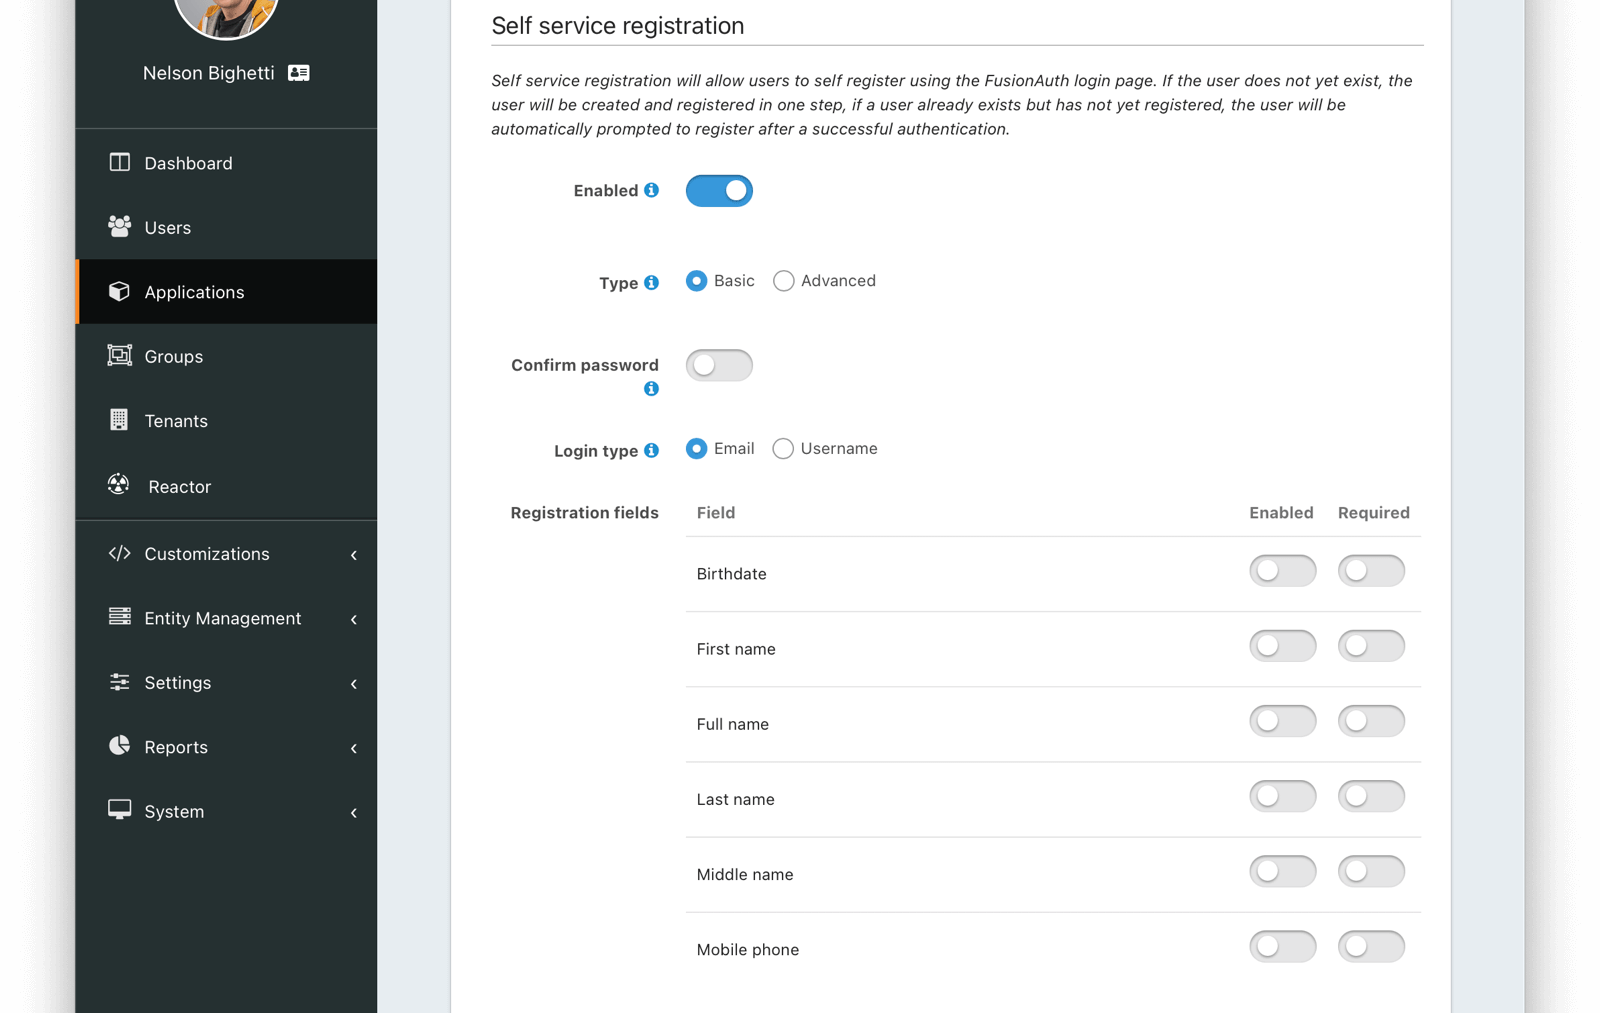 Nelson Bighetti
Dashboard
Users
Applications
Groups
Tenants
Reactor
Customizations
Entity Management
Settings
Reports
System
Self service registration
Self service registration will allow users to self register using the FusionAuth login page. If the user does not yet exist, the
user will be created and registered in one step, if a user already exists but has not yet registered, the user will be
automatically prompted to register after a successful authentication.
Enabled
Type Basic Advanced
Confirm password
Login type Email Username
Registration fields Field Enabled Required
Birthdate
First name
Full name
Last name
Middle name
Mobile phone